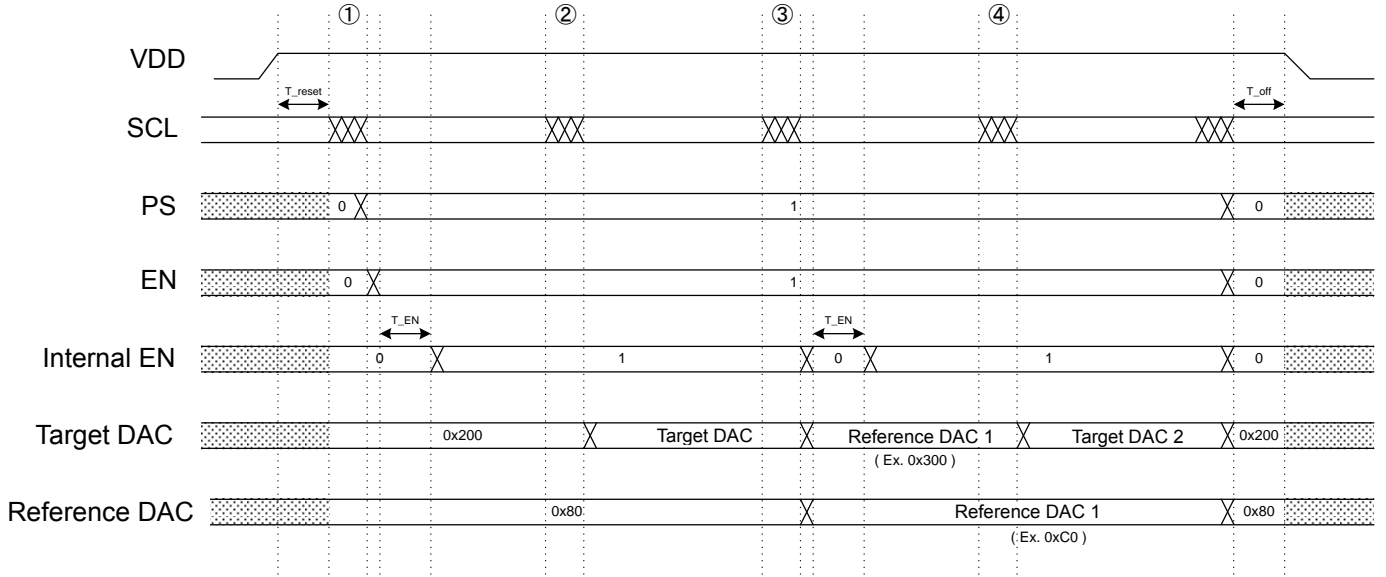 ① ② ③ ④
VDD
T_reset T_off
SCL
PS 0 1 0
EN 0 1 0
T_EN T_EN
Internal EN 0 1 0 1 0
Target DAC 0x200 Target DAC Reference DAC 1 Target DAC 2 0x200
( Ex. 0x300 )
Reference DAC 0x80 Reference DAC 1 0x80
( Ex. 0xC0 )